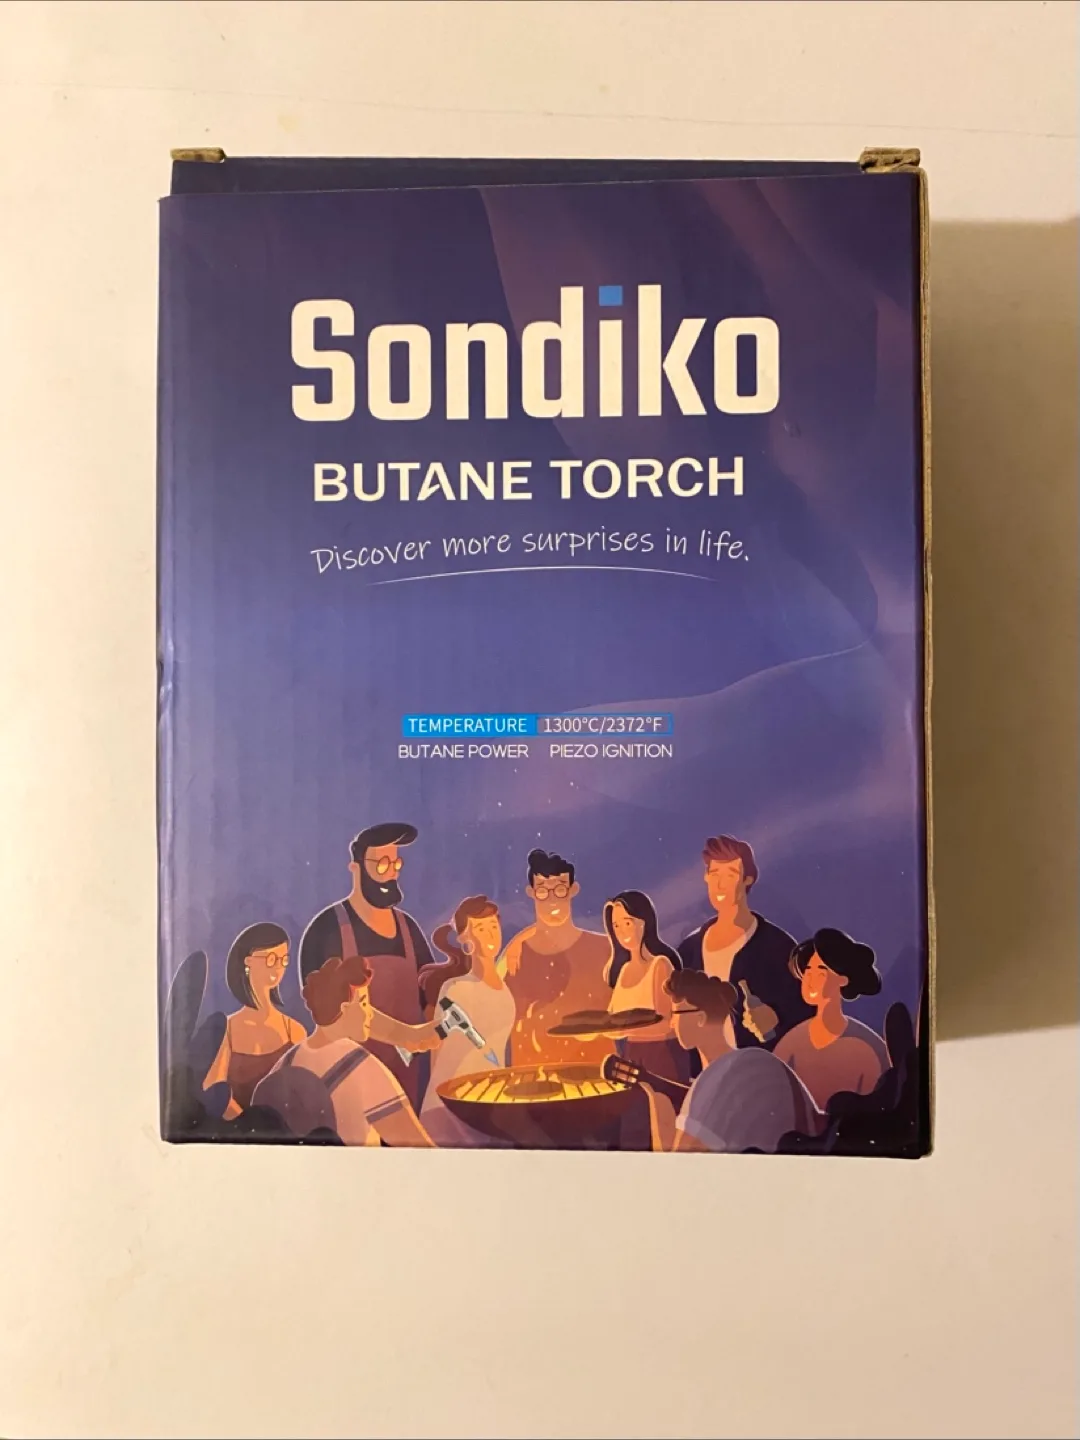 Sondiko
BUTANE TORCH
Discover more surprises in life.
TEMPERATURE 1300°C/2372°F
BUTANE POWER PIEZO IGNITION